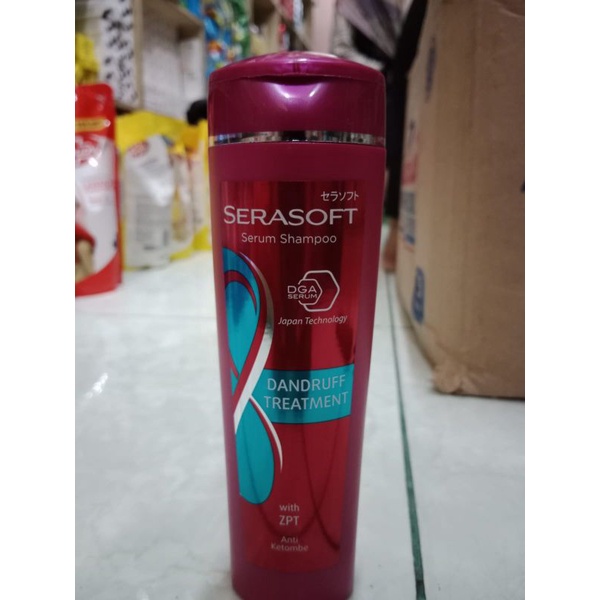 セラソフト
SERASOFT
Serum Shampoo
DGA
SERUM
Japan Technology
DANDRUFF
TREATMENT
with
ZPT
Anti
Ketombe